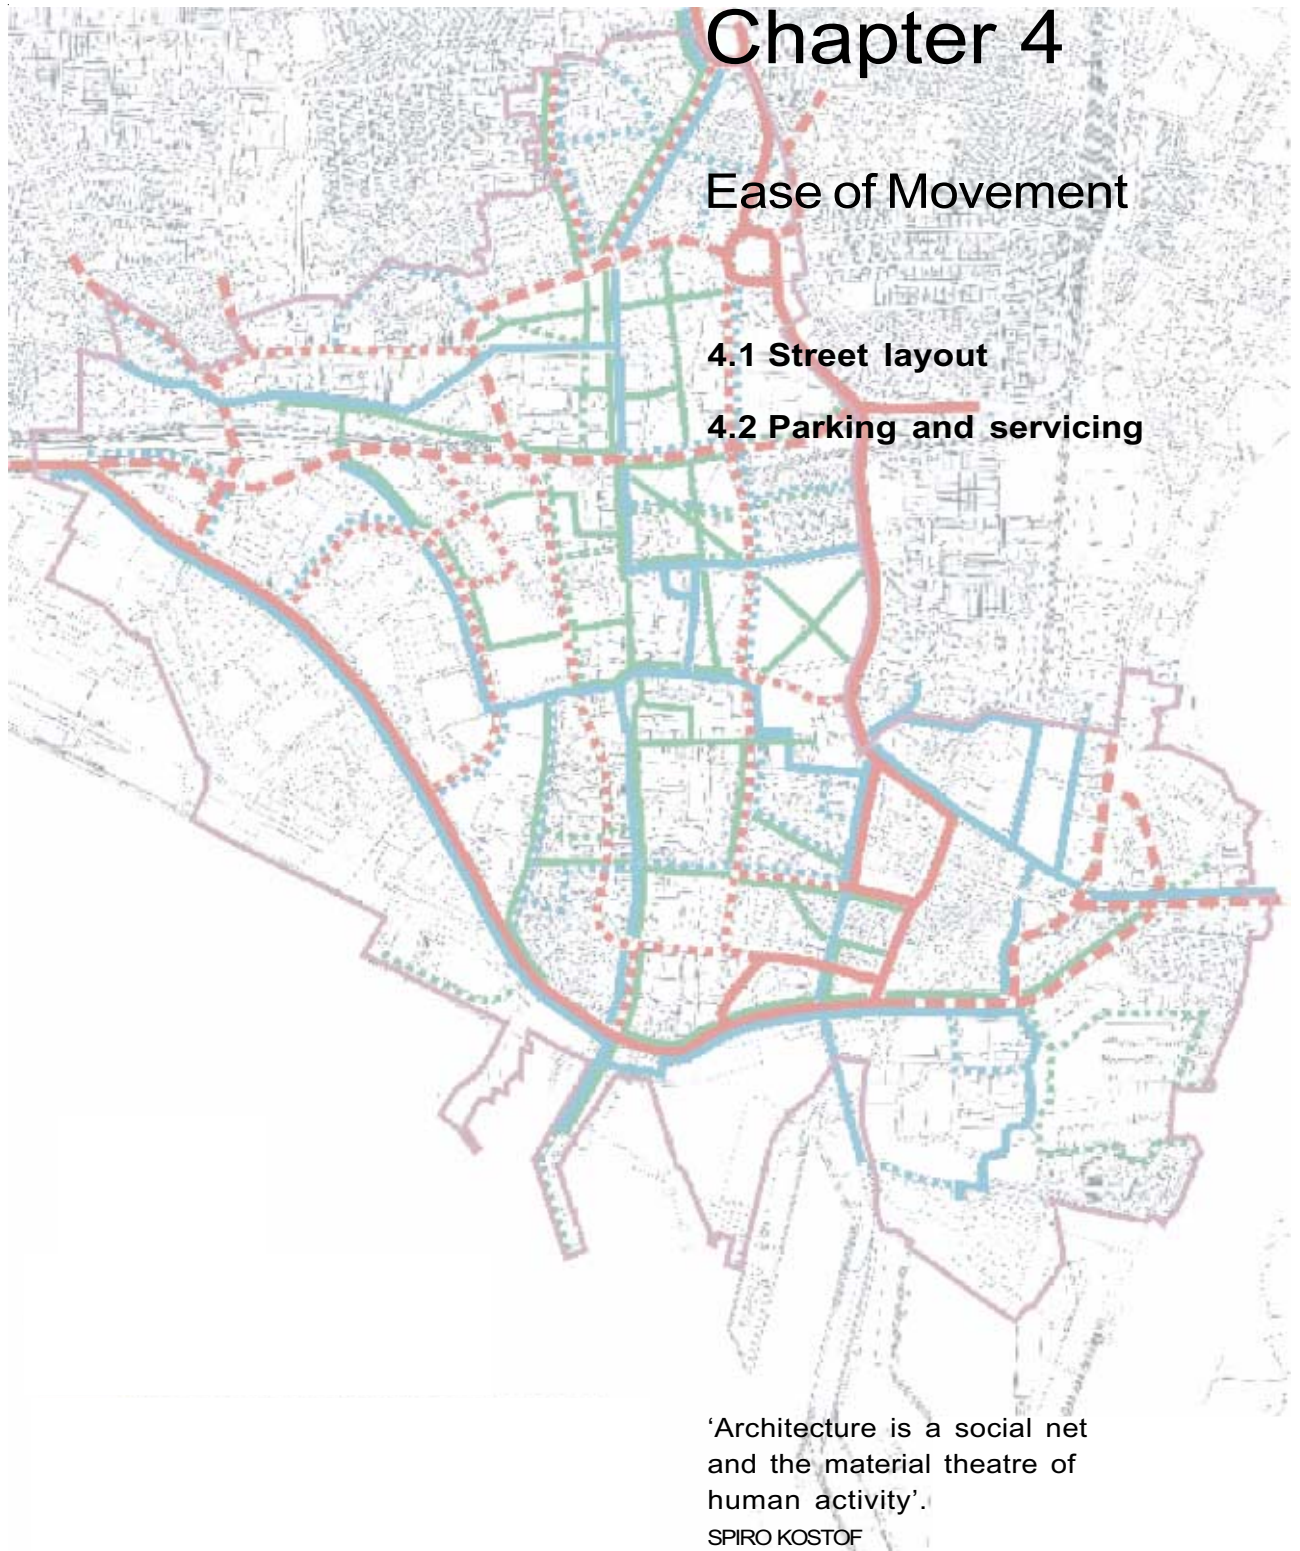 Chapter 4
Ease of Movement
4.1 Street layout
4.2 Parking and servicing
‘Architecture is a social net
and the material theatre of
human activity’.
SPIRO KOSTOF